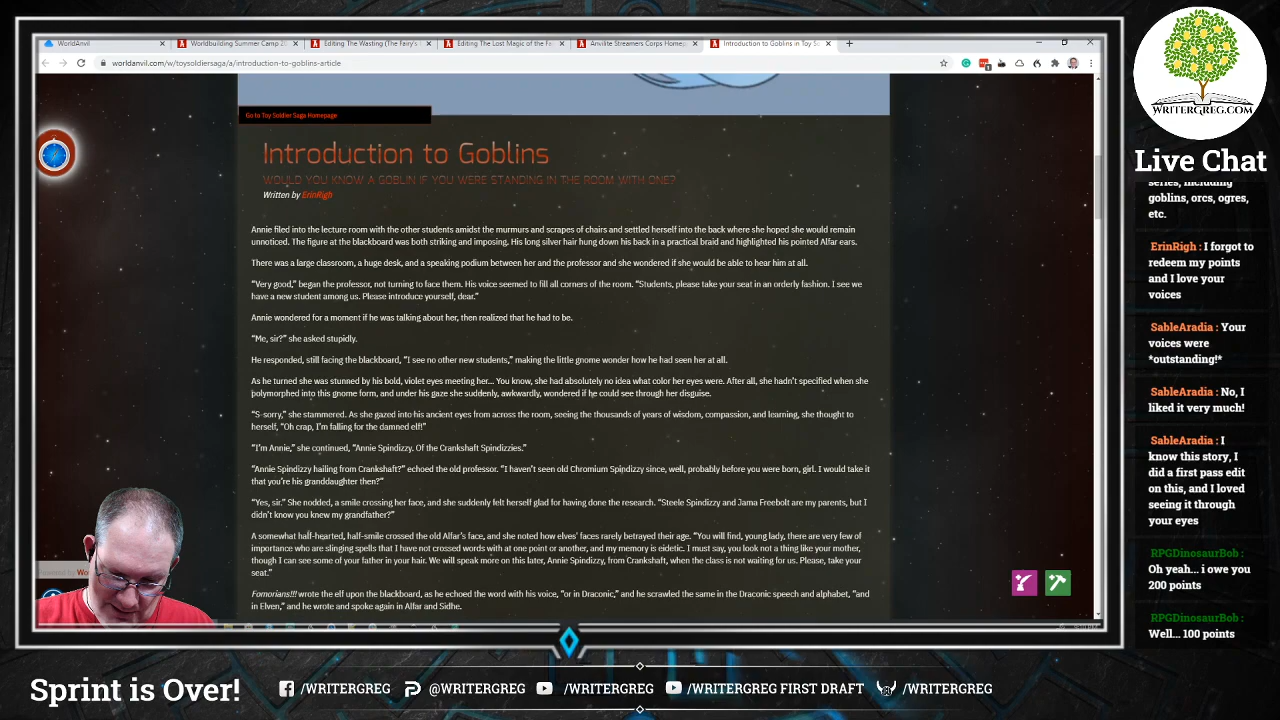 WorldAnvil
Worldbuilding Summer Camp
Editing The Wasting (The Fairy's
Editing The Lost Magic of the Fa
Anvilite Streamers Corps Homep
Introduction to Goblins in Toy So
worldanvil.com/w/toysoldiersaga/a/introduction-to-goblins-article
Go to Toy Soldier Saga Homepage
Introduction to Goblins
WOULD YOU KNOW A GOBLIN IF YOU WERE STANDING IN THE ROOM WITH ONE?
Written by ErinRigh
Annie filed into the lecture room with the other students amidst the murmurs and scrapes of chairs and settled herself into the back where she hoped she would remain
unnoticed. The figure at the blackboard was both striking and imposing. His long silver hair hung down his back in a practical braid and highlighted his pointed Alfar ears.
There was a large classroom, a huge desk, and a speaking podium between her and the professor and she wondered if she would be able to hear him at all.
“Very good,” began the professor, not turning to face them. His voice seemed to fill all corners of the room. “Students, please take your seat in an orderly fashion. I see we
have a new student among us. Please introduce yourself, dear.”
Annie wondered for a moment if he was talking about her, then realized that he had to be.
“Me, sir?” she asked stupidly.
He responded, still facing the blackboard, “I see no other new students,” making the little gnome wonder how he had seen her at all.
As he turned she was stunned by his bold, violet eyes meeting her... You know, she had absolutely no idea what color her eyes were. After all, she hadn’t specified when she
polymorphed into this gnome form, and under his gaze she suddenly, awkwardly, wondered if he could see through her disguise.
“S-sorry,” she stammered. As she gazed into his ancient eyes from across the room, seeing the thousands of years of wisdom, compassion, and learning, she thought to
herself, “Oh crap, I’m falling for the damned elf!”
“I’m Annie,” she continued, “Annie Spindizzy. Of the Crankshaft Spindizzies.”
“Annie Spindizzy hailing from Crankshaft?” echoed the old professor. “I haven’t seen old Chromium Spindizzy since, well, probably before you were born, girl. I would take it
that you’re his granddaughter then?”
“Yes, sir.” She nodded, a smile crossing her face, and she suddenly felt herself glad for having done the research. “Steele Spindizzy and Jama Freebolt are my parents, but I
didn’t know you knew my grandfather?”
A somewhat half-hearted, half-smile crossed the old Alfar’s face, and she noted how elves’ faces rarely betrayed their age. “You will find, young lady, there are very few of
importance who are slinging spells that I have not crossed words with at one point or another, and my memory is eidetic. I must say, you look not a thing like your mother,
though I can see some of your father in your hair. We will speak more on this later, Annie Spindizzy, from Crankshaft, when the class is not waiting for us. Please, take your
seat.”
Fomorians!!! wrote the elf upon the blackboard, as he echoed the word with his voice, “or in Draconic,” and he scrawled the same in the Draconic speech and alphabet, “and
in Elven,” and he wrote and spoke again in Alfar and Sidhe.
WRITERGREG.COM
Live Chat
series, including
goblins, orcs, ogres,
etc.
ErinRigh : I forgot to
redeem my points
and I love your
voices
SableAradia : Your
voices were
*outstanding!*
SableAradia : No, I
liked it very much!
SableAradia : I
know this story, I
did a first pass edit
on this, and I loved
seeing it through
your eyes
RPGDinosaurBob :
Oh yeah... i owe you
200 points
RPGDinosaurBob :
Well... 100 points
Sprint is Over!
/WRITERGREG
@WRITERGREG
/WRITERGREG
/WRITERGREG FIRST DRAFT
/WRITERGREG